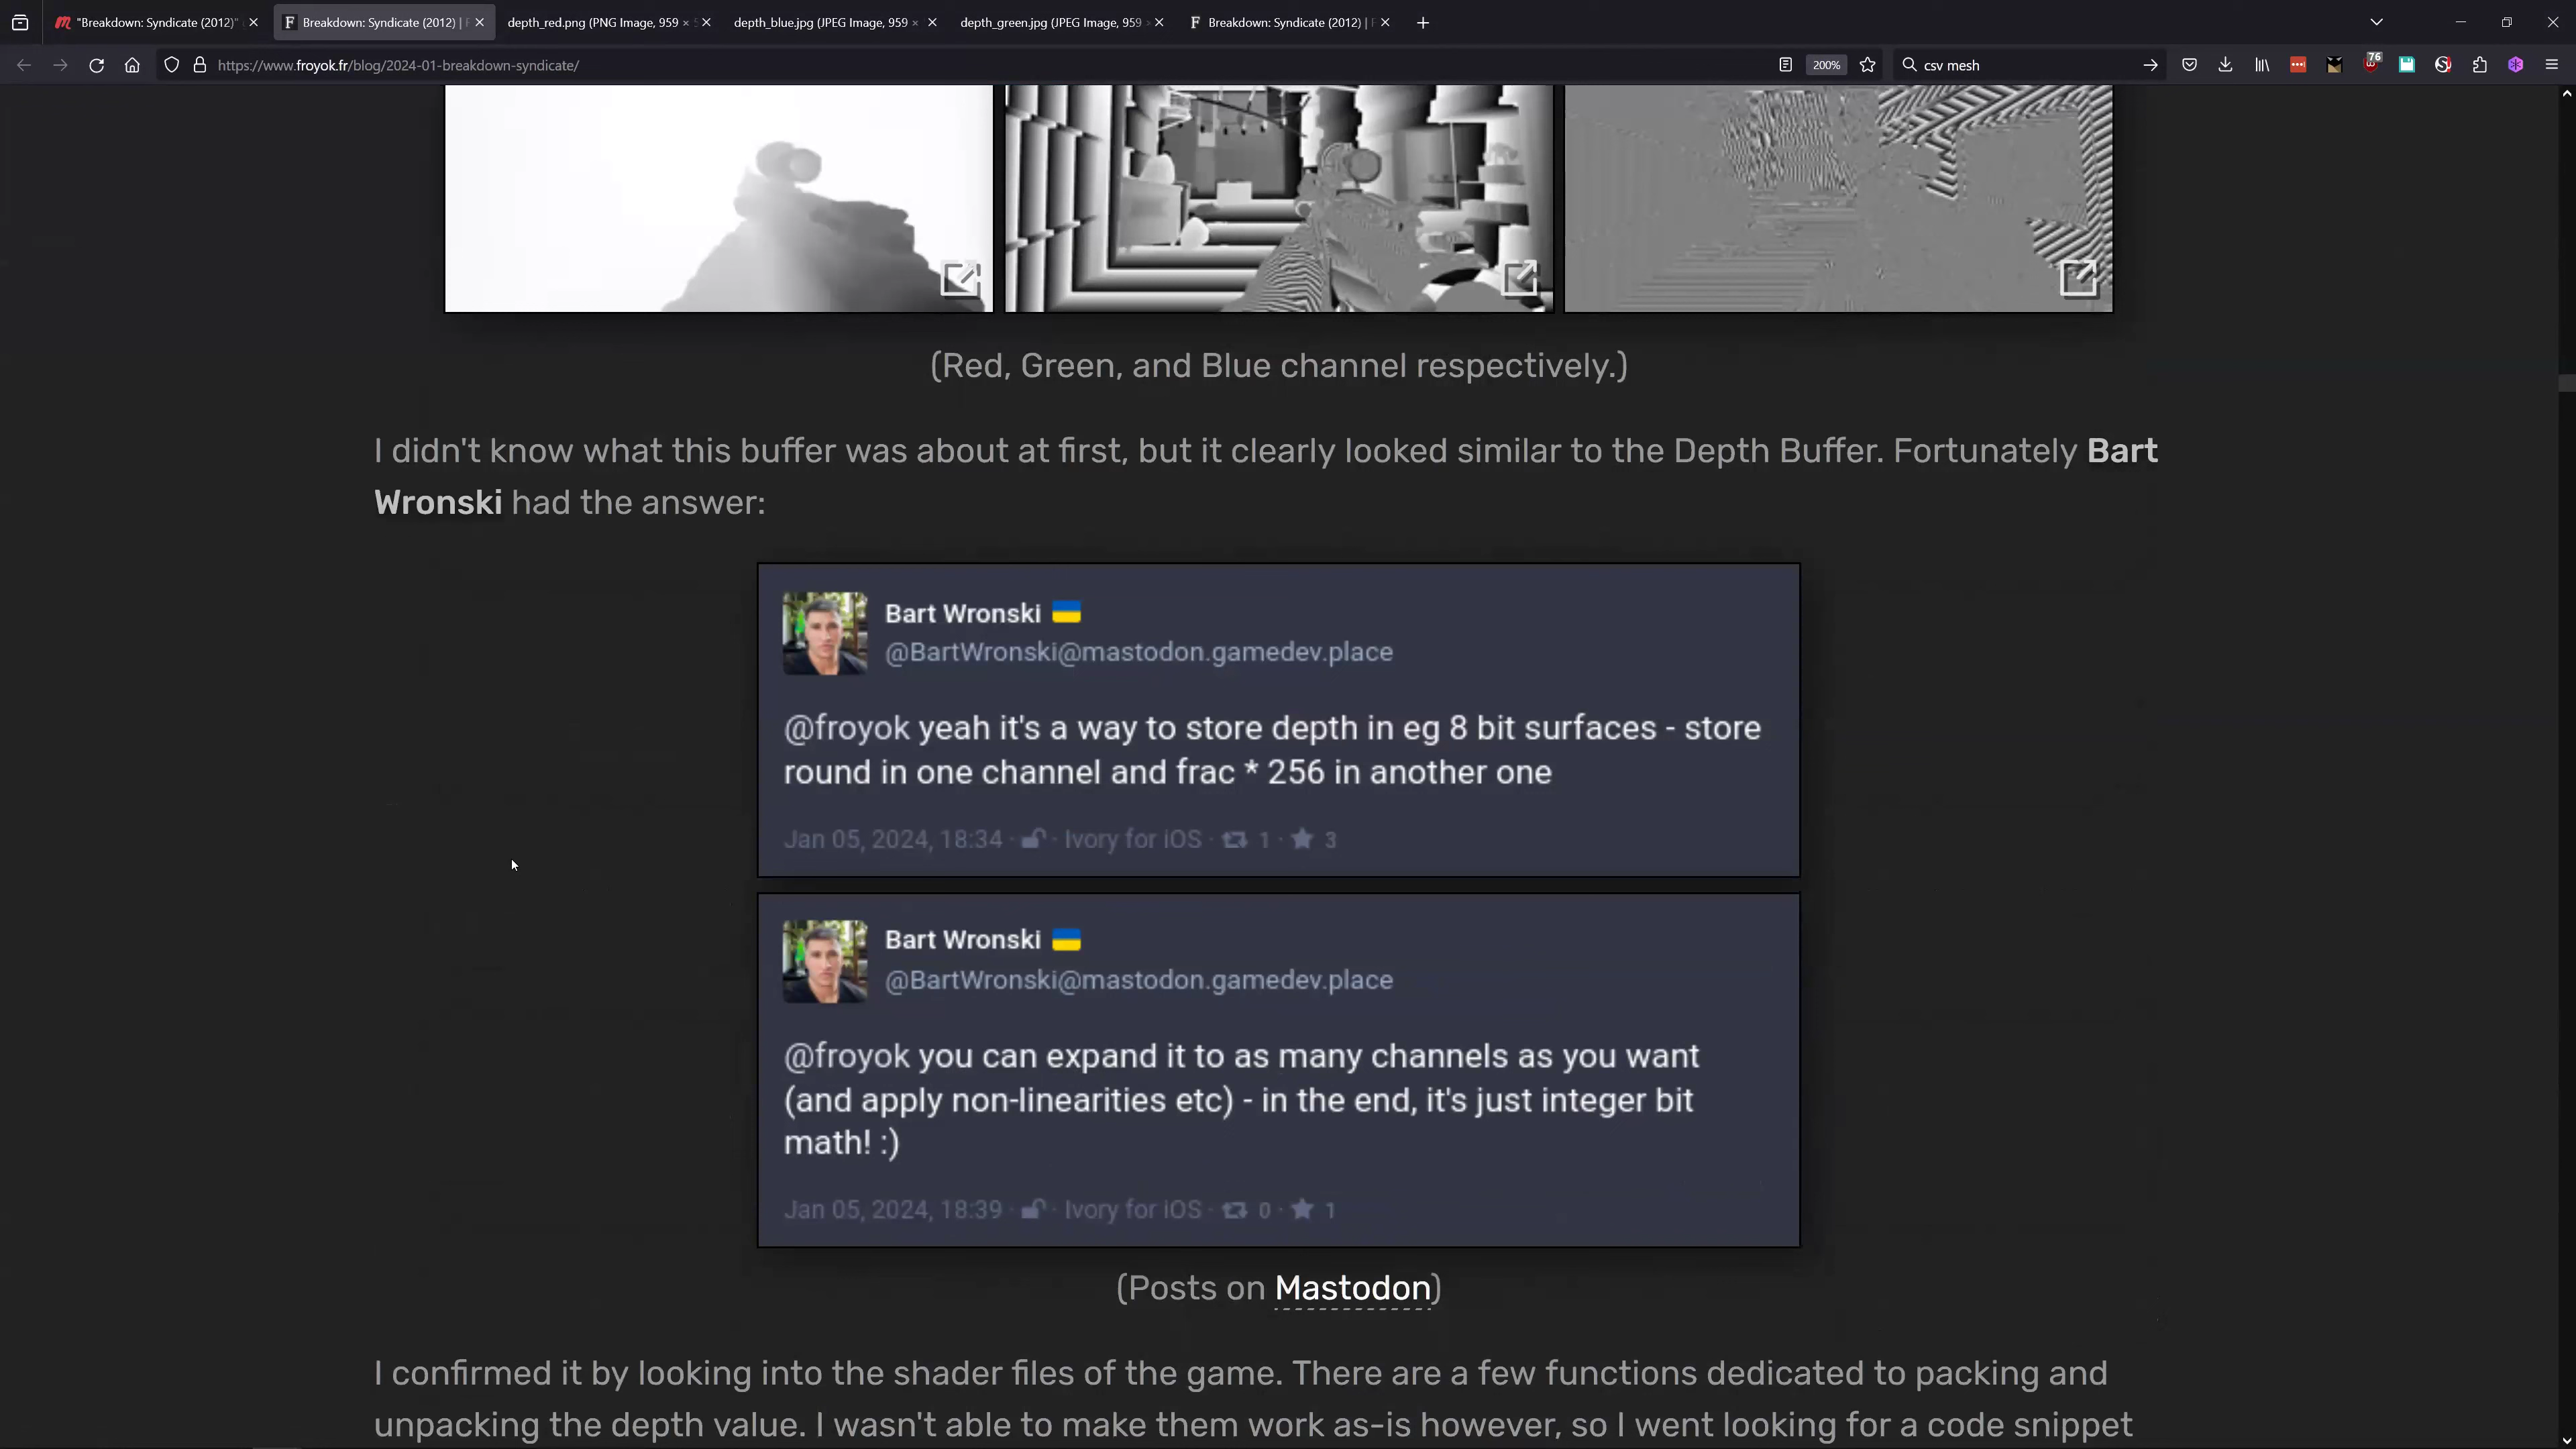 "Breakdown: Syndicate (2012)"
Breakdown: Syndicate (2012) |
depth_red.png (PNG Image, 959 ×
depth_blue.jpg (JPEG Image, 959 ×
depth_green.jpg (JPEG Image, 959
Breakdown: Syndicate (2012) |
https://www.froyok.fr/blog/2024-01-breakdown-syndicate/
200%
csv mesh
76
(Red, Green, and Blue channel respectively.)
I didn't know what this buffer was about at first, but it clearly looked similar to the Depth Buffer. Fortunately Bart
Wronski had the answer:
Bart Wronski 🇺🇦
@BartWronski@mastodon.gamedev.place
@froyok yeah it's a way to store depth in eg 8 bit surfaces - store
round in one channel and frac * 256 in another one
Jan 05, 2024, 18:34 · Ivory for iOS · 1 · 3
Bart Wronski 🇺🇦
@BartWronski@mastodon.gamedev.place
@froyok you can expand it to as many channels as you want
(and apply non-linearities etc) - in the end, it's just integer bit
math! :)
Jan 05, 2024, 18:39 · Ivory for iOS · 0 · 1
(Posts on Mastodon)
I confirmed it by looking into the shader files of the game. There are a few functions dedicated to packing and
unpacking the depth value. I wasn't able to make them work as-is however, so I went looking for a code snippet